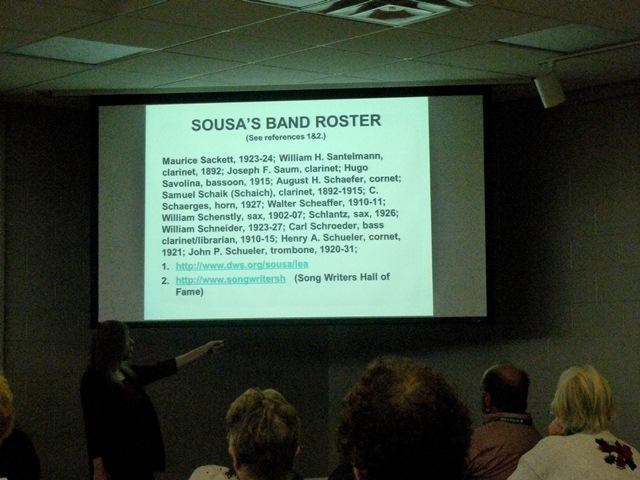 SOUSA'S BAND ROSTER
(See references 1&2.)
Maurice Sackett, 1923-24; William H. Santelmann,
clarinet, 1892; Joseph F. Saum, clarinet; Hugo
Savolina, bassoon, 1915; August H. Schaefer, cornet;
Samuel Schaik (Schaich), clarinet, 1892-1915; C.
Schaerges, horn, 1927; Walter Scheaffer, 1910-11;
William Schenstly, sax, 1902-07; Schlantz, sax, 1926;
William Schneider, 1923-27; Carl Schroeder, bass
clarinet/librarian, 1910-15; Henry A. Schueler, cornet,
1921; John P. Schueler, trombone, 1920-31;
1. http://www.dws.org/sousa/lea
2. http://www.songwritersh (Song Writers Hall of
Fame)